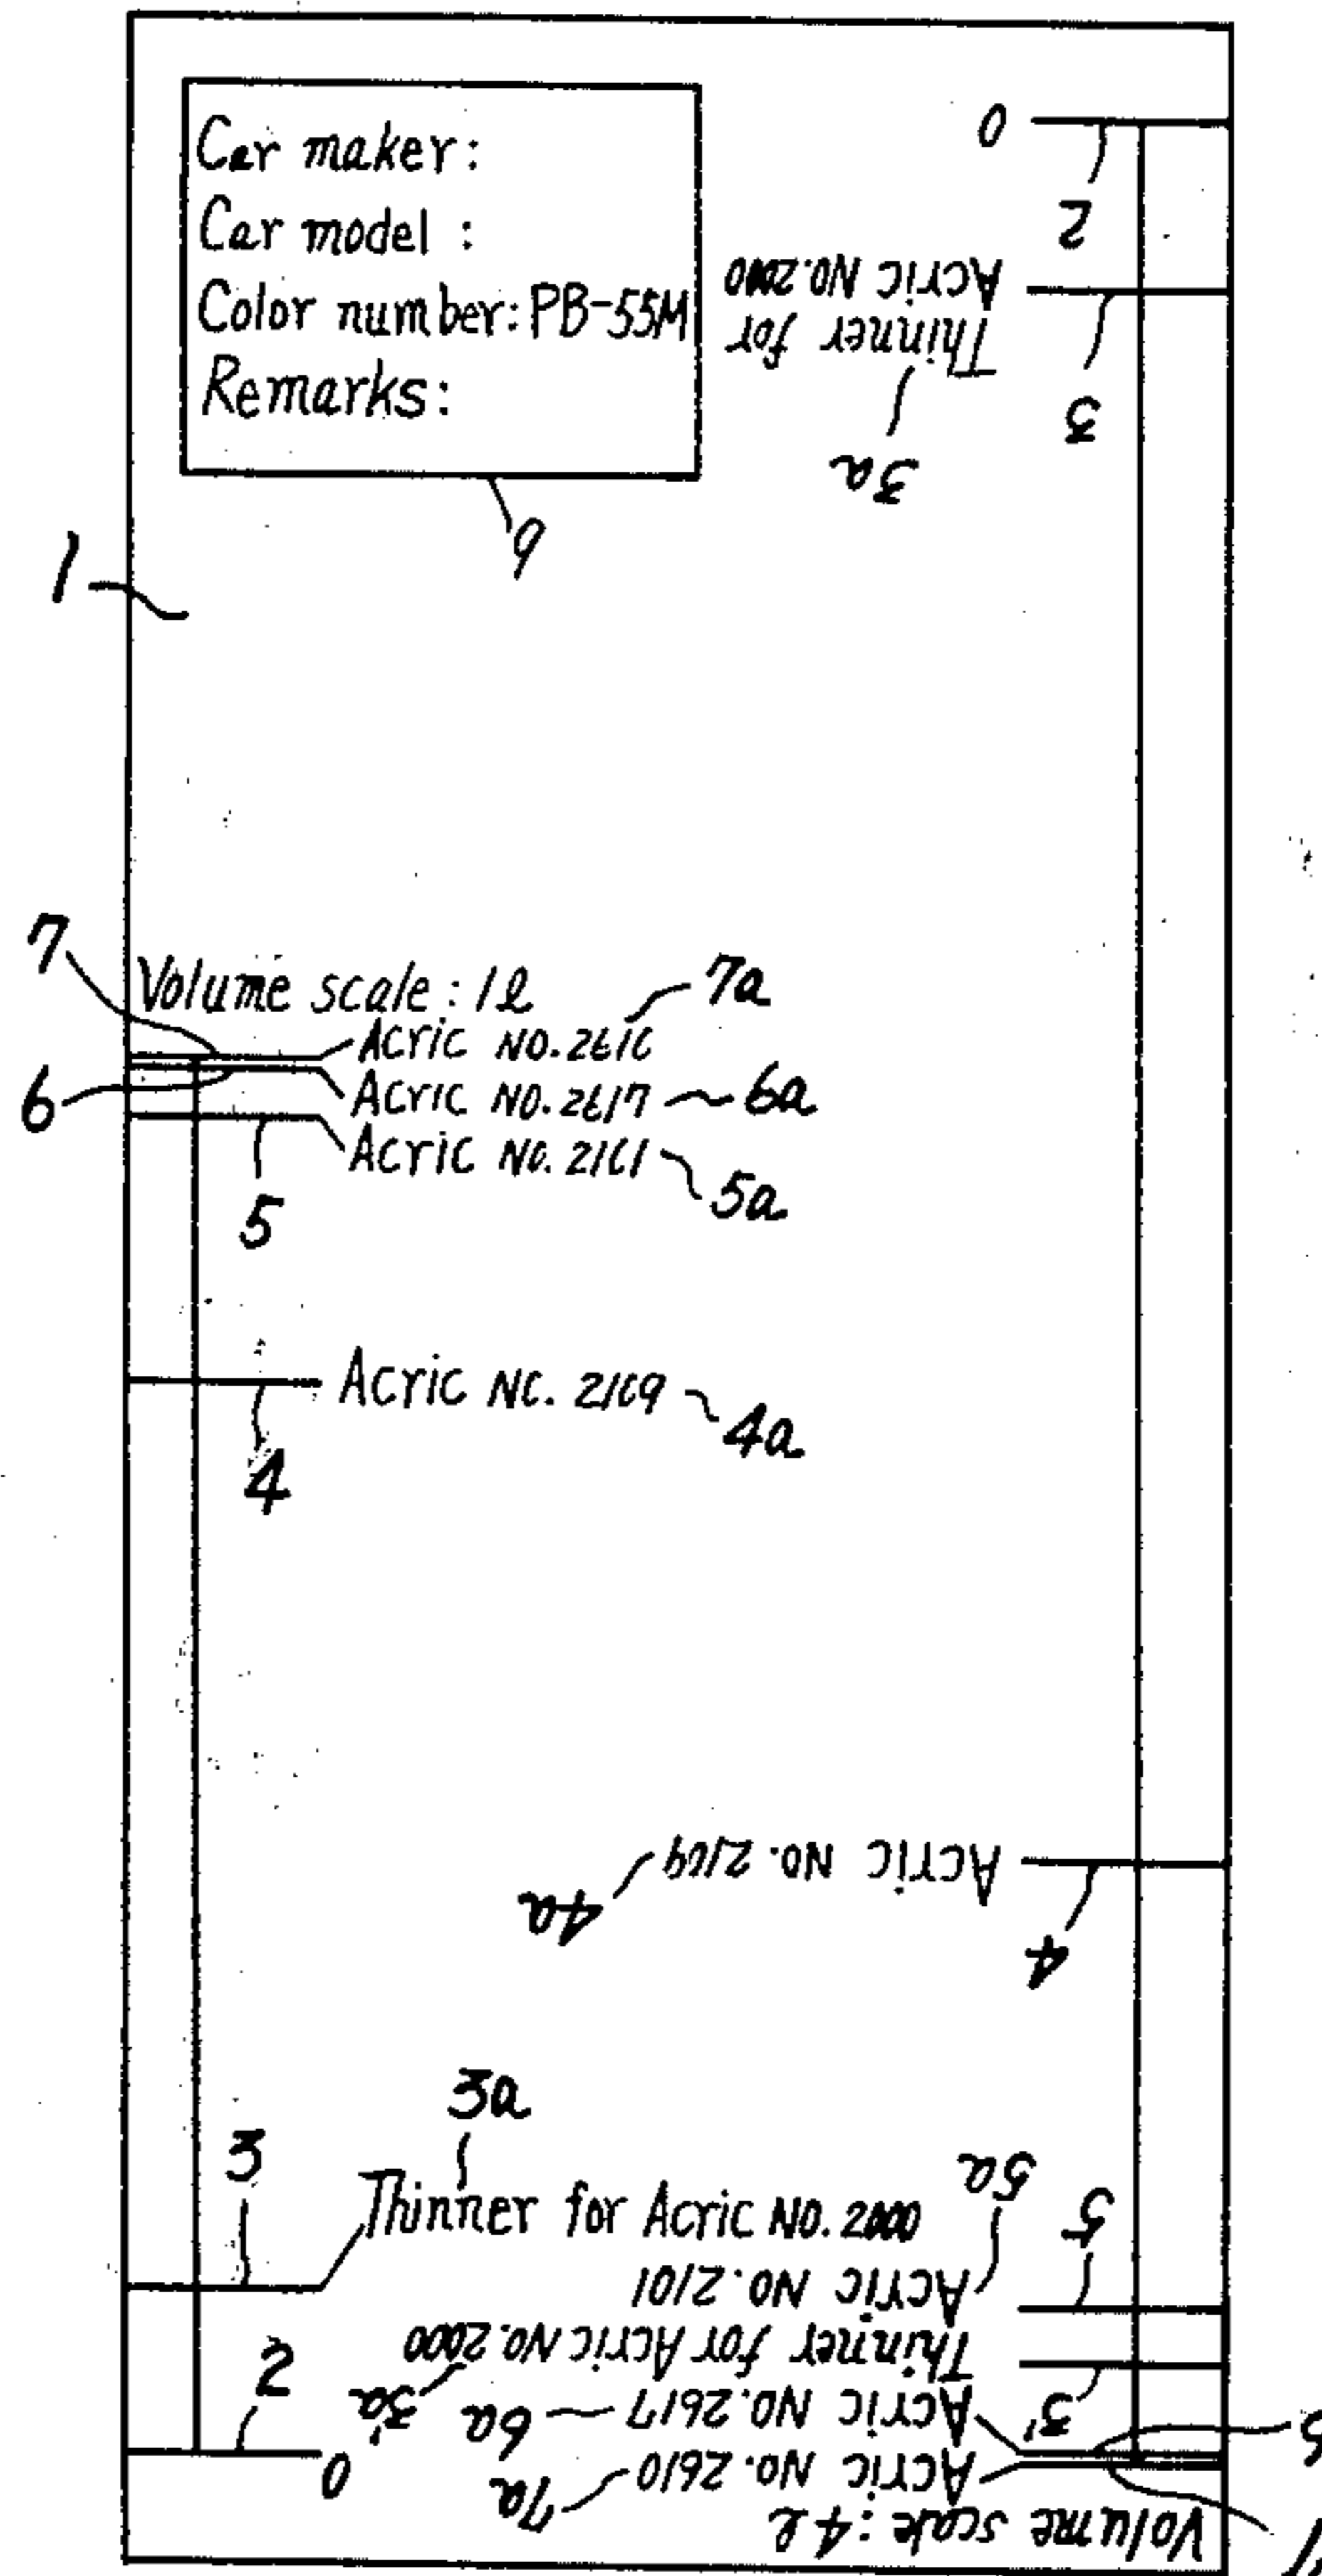 Car maker:
Car model :
Color number: PB-55M
Remarks:
9
1
0
2
Thinner for
Acric NO. 2000
3
3a
7
Volume scale : 1ℓ
7a
Acric NO. 2610
6
Acric NO. 2617
6a
Acric NO. 2101
5a
5
Acric NO. 2109
4a
4
Acric NO. 2109
4a
4
3a
3
Thinner for Acric NO. 2000
2
0
5a
5
Acric NO. 2101
Thinner for Acric NO. 2000
3'a
3'
Acric NO. 2617
6a
Acric NO. 2610
7a
Volume scale : 4ℓ